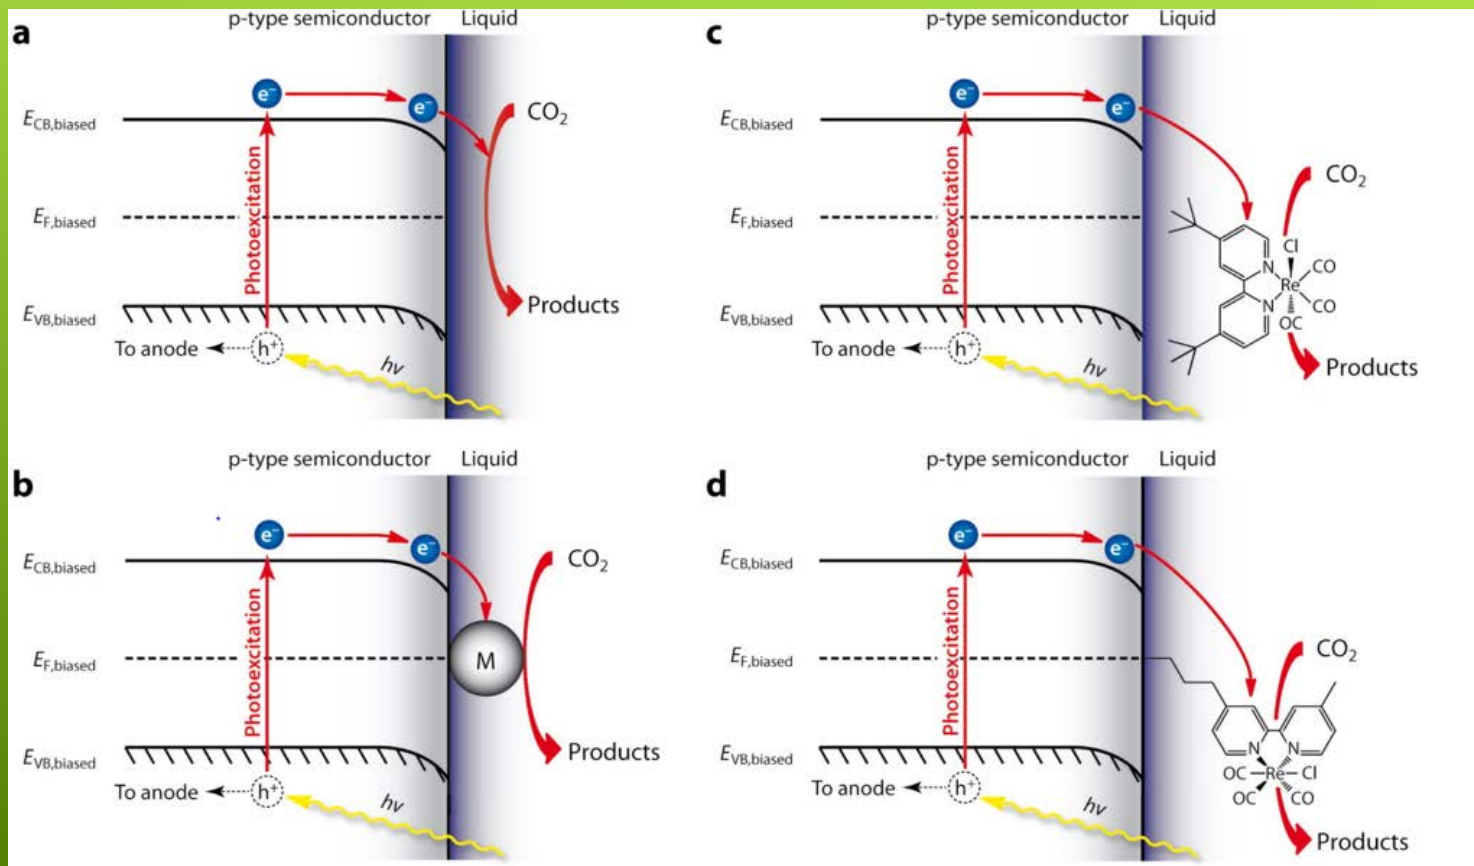 a
p-type semiconductor Liquid
e⁻
e⁻
E_CB,biased
CO₂
Photoexcitation
E_F,biased
E_VB,biased
Products
To anode
h⁺
hν
b
p-type semiconductor Liquid
e⁻
e⁻
E_CB,biased
CO₂
Photoexcitation
E_F,biased
M
E_VB,biased
Products
To anode
h⁺
hν
c
p-type semiconductor Liquid
e⁻
e⁻
E_CB,biased
CO₂
Photoexcitation
E_F,biased
Cl
N
CO
Re
N
CO
OC
E_VB,biased
To anode
h⁺
hν
Products
d
p-type semiconductor Liquid
e⁻
e⁻
E_CB,biased
CO₂
Photoexcitation
E_F,biased
N N
E_VB,biased
OC Re Cl
OC CO
To anode
h⁺
hν
Products